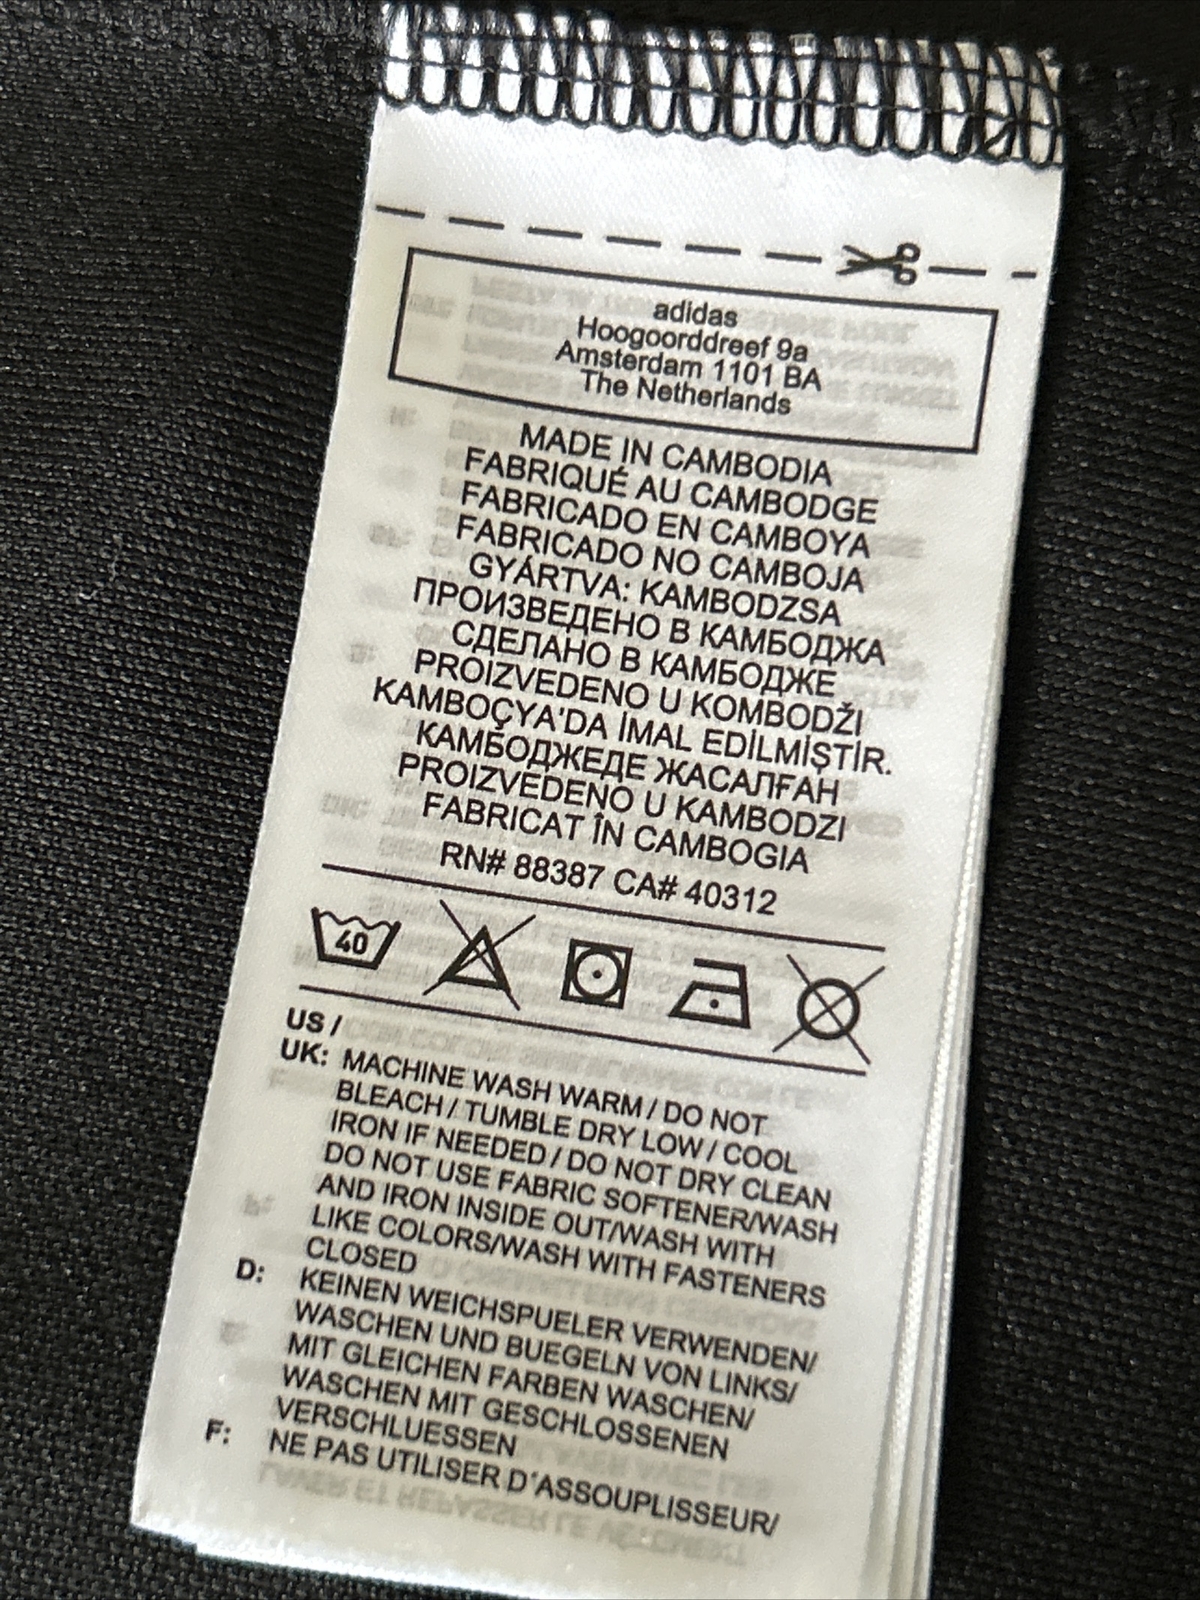 adidas
Hoogoorddreef 9a
Amsterdam 1101 BA
The Netherlands
MADE IN CAMBODIA
FABRIQUÉ AU CAMBODGE
FABRICADO EN CAMBOYA
FABRICADO NO CAMBOJA
GYÁRTVA: KAMBODZSA
ПРОИЗВЕДЕНО В КАМБОДЖА
СДЕЛАНО В КАМБОДЖЕ
PROIZVEDENO U KOMBODŽI
KAMBOÇYA'DA İMAL EDİLMİŞTİR.
КАМБОДЖЕДЕ ЖАСАЛҒАН
PROIZVEDENO U KAMBODZI
FABRICAT ÎN CAMBOGIA
RN# 88387 CA# 40312
40
US /
UK: MACHINE WASH WARM / DO NOT
BLEACH / TUMBLE DRY LOW / COOL
IRON IF NEEDED / DO NOT DRY CLEAN
DO NOT USE FABRIC SOFTENER/WASH
AND IRON INSIDE OUT/WASH WITH
LIKE COLORS/WASH WITH FASTENERS
CLOSED
D: KEINEN WEICHSPUELER VERWENDEN/
WASCHEN UND BUEGELN VON LINKS/
MIT GLEICHEN FARBEN WASCHEN/
WASCHEN MIT GESCHLOSSENEN
VERSCHLUESSEN
F: NE PAS UTILISER D'ASSOUPLISSEUR/